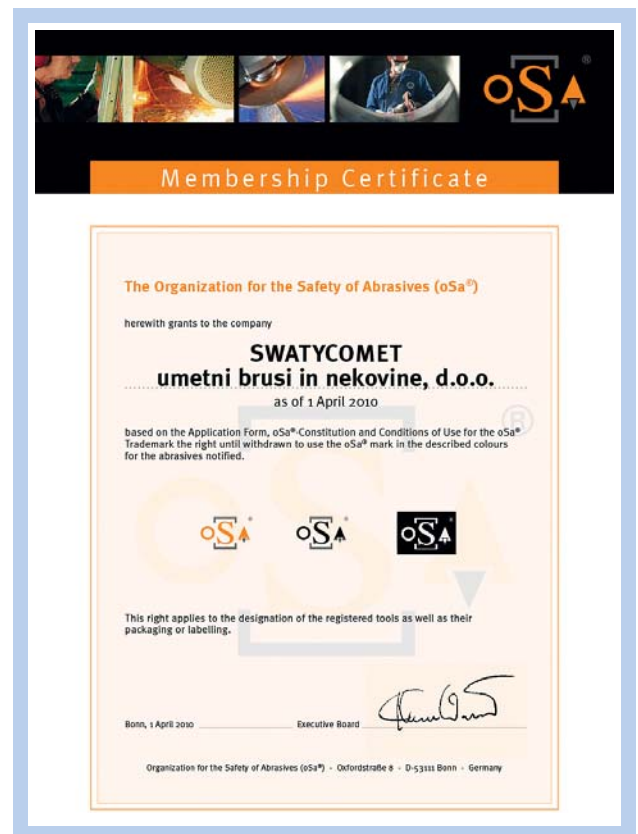 oSa®
Membership Certificate
The Organization for the Safety of Abrasives (oSa®)
herewith grants to the company
SWATYCOMET
umetni brusi in nekovine, d.o.o.
as of 1 April 2010
based on the Application Form, oSa®-Constitution and Conditions of Use for the oSa®
Trademark the right until withdrawn to use the oSa® mark in the described colours
for the abrasives notified.
oSa® oSa® oSa®
This right applies to the designation of the registered tools as well as their
packaging or labelling.
Bonn, 1 April 2010 Executive Board
Organization for the Safety of Abrasives (oSa®) - Oxfordstraße 8 - D-53111 Bonn - Germany